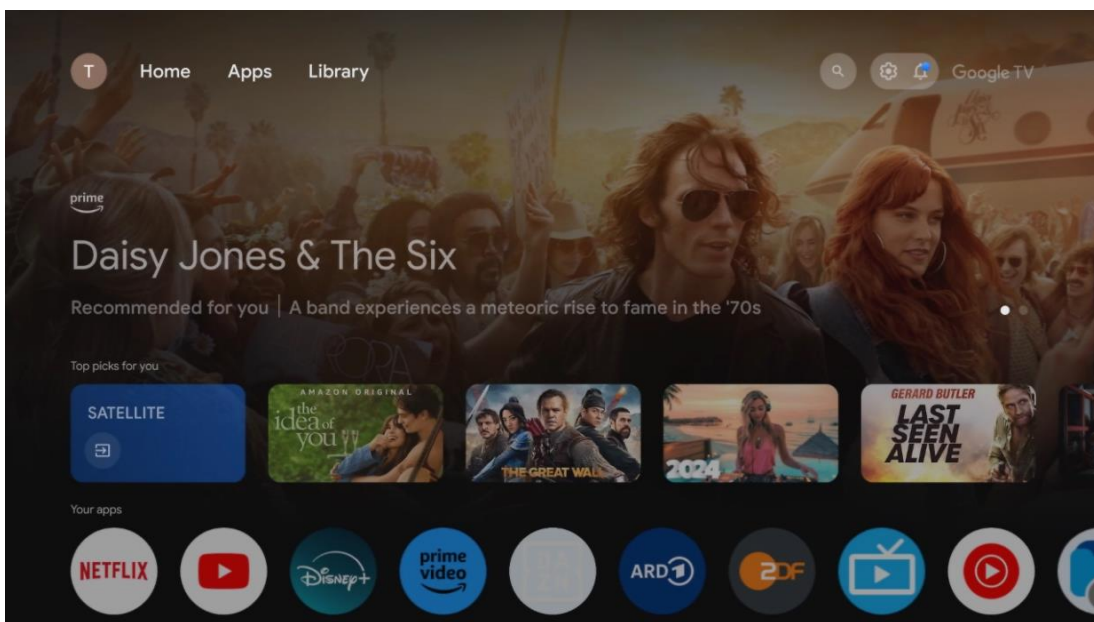 T Home Apps Library Google TV
prime
Daisy Jones & The Six
Recommended for you | A band experiences a meteoric rise to fame in the '70s
Top picks for you
SATELLITE
AMAZON ORIGINAL
the
idea of
you
THE GREAT WALL
2024
GERARD BUTLER
LAST
SEEN
ALIVE
Your apps
NETFLIX
Disney+
prime
video
ARD 1
ZDF